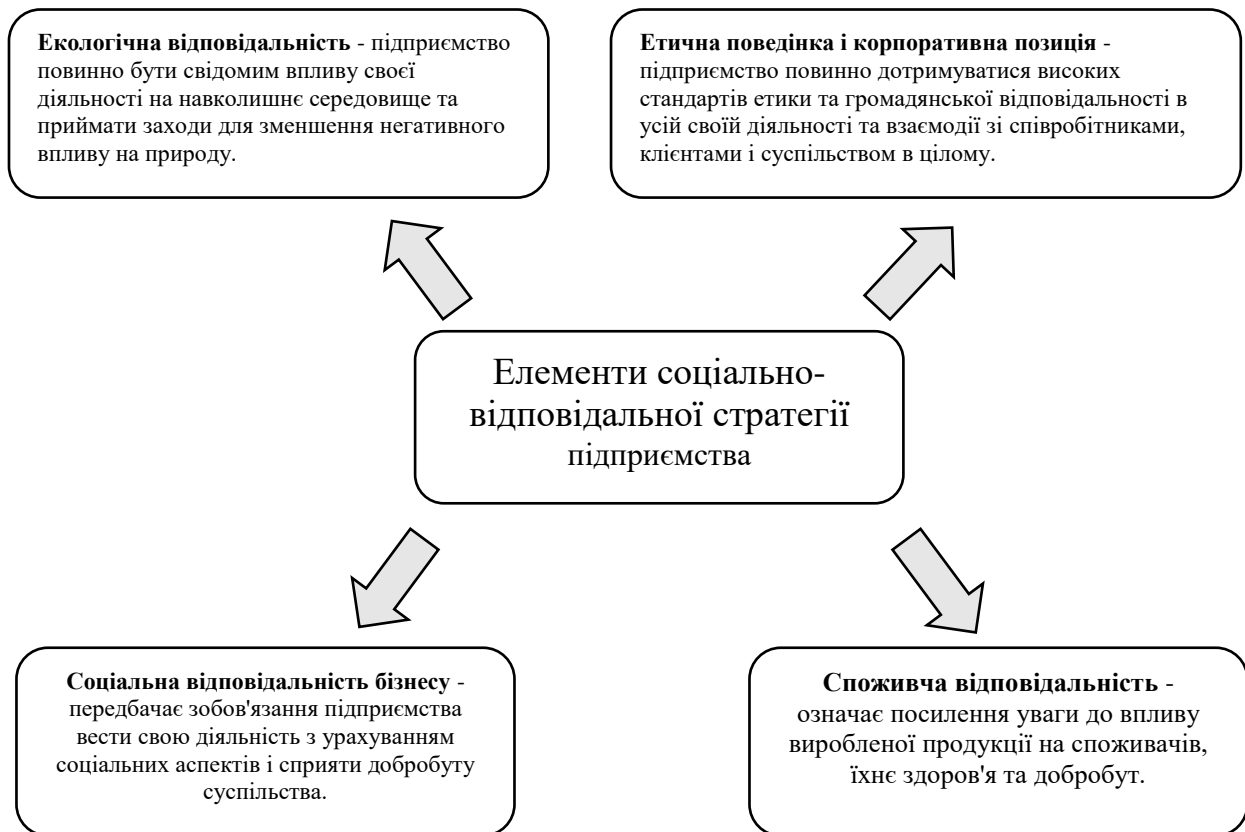 Екологічна відповідальність - підприємство
повинно бути свідомим впливу своєї
діяльності на навколишнє середовище та
приймати заходи для зменшення негативного
впливу на природу.
Етична поведінка і корпоративна позиція -
підприємство повинно дотримуватися високих
стандартів етики та громадянської відповідальності в
усій своїй діяльності та взаємодії зі співробітниками,
клієнтами і суспільством в цілому.
Елементи соціально-
відповідальної стратегії
підприємства
Соціальна відповідальність бізнесу -
передбачає зобов'язання підприємства
вести свою діяльність з урахуванням
соціальних аспектів і сприяти добробуту
суспільства.
Споживча відповідальність -
означає посилення уваги до впливу
виробленої продукції на споживачів,
їхнє здоров'я та добробут.